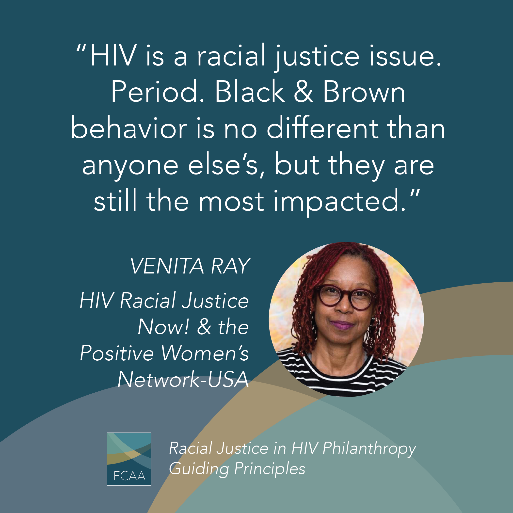 “HIV is a racial justice issue.
Period. Black & Brown
behavior is no different than
anyone else’s, but they are
still the most impacted.”
VENITA RAY
HIV Racial Justice
Now! & the
Positive Women’s
Network-USA
FCAA
Racial Justice in HIV Philanthropy
Guiding Principles